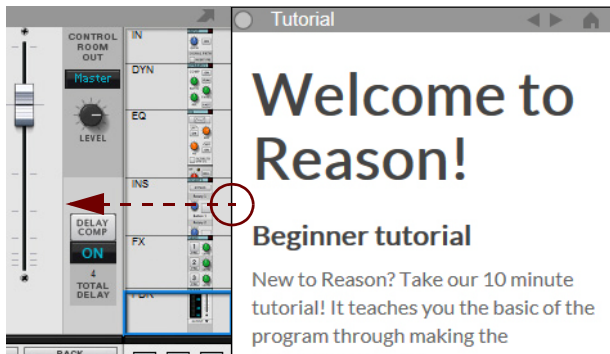 CONTROL
ROOM
OUT
Master
LEVEL
DELAY
COMP
ON
4
TOTAL
DELAY
IN
DYN
EQ
INS
FX
Tutorial
Welcome to
Reason!
Beginner tutorial
New to Reason? Take our 10 minute
tutorial! It teaches you the basic of the
program through making the